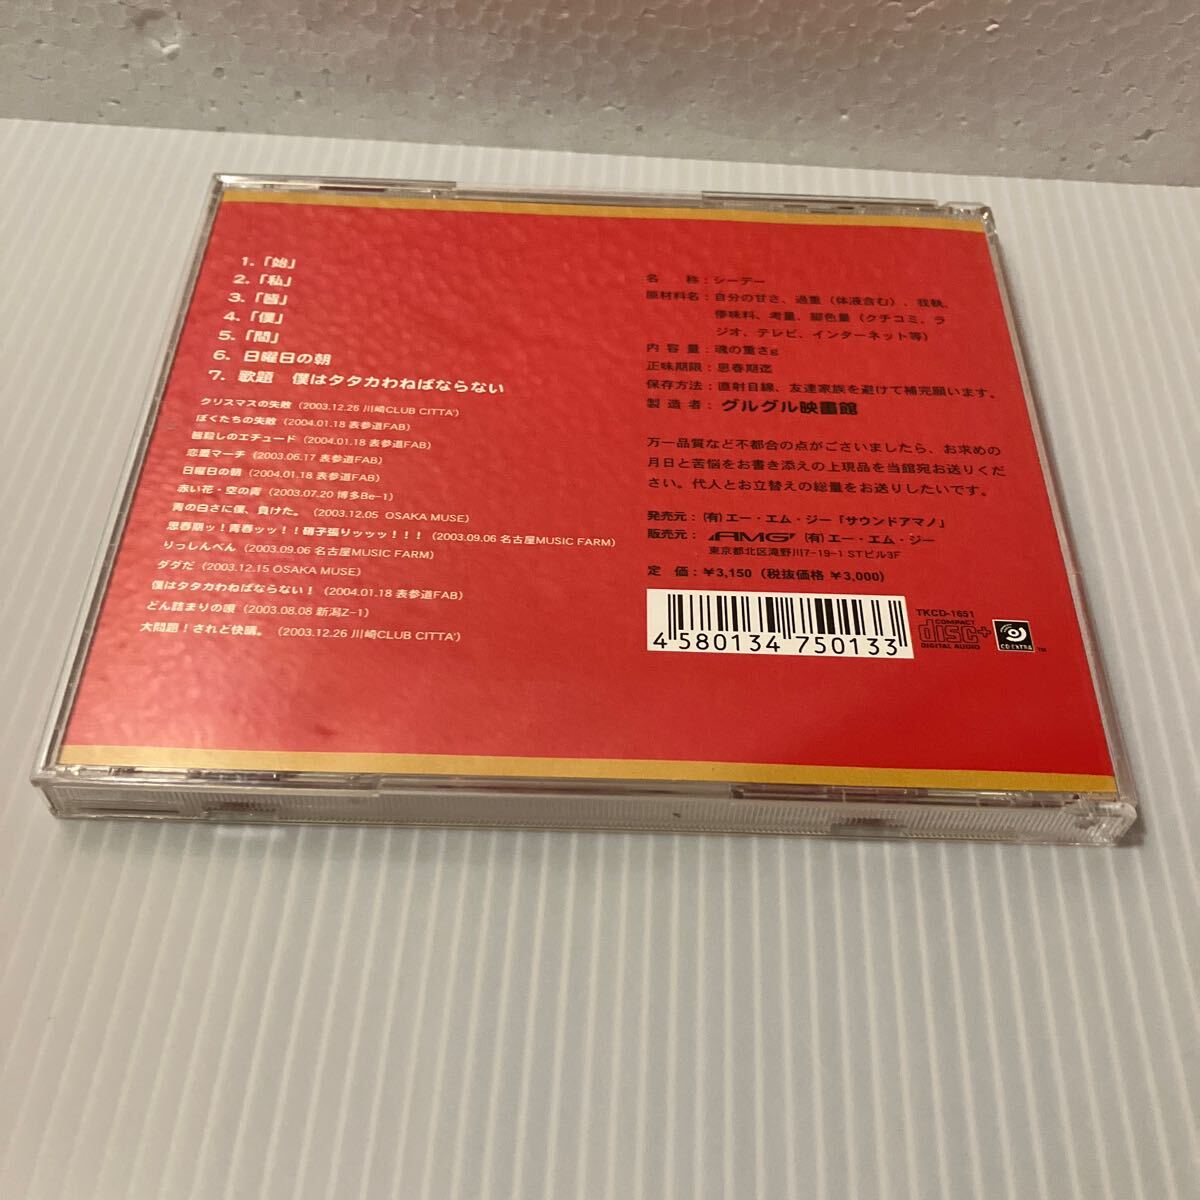 1. 「始」
2. 「私」
3. 「皆」
4. 「僕」
5. 「問」
6. 日曜日の朝
7. 歌題 僕はタタカわねばならない
クリスマスの失敗 (2003.12.26 川崎CLUB CITTA')
ぼくたちの失敗 (2004.01.18 表参道FAB)
皆殺しのエチュード (2004.01.18 表参道FAB)
恋愛マーチ (2003.06.17 表参道FAB)
日曜日の朝 (2004.01.18 表参道FAB)
赤い花・空の青 (2003.07.20 博多Be-1)
青の白さに僕、負けた。 (2003.12.05 OSAKA MUSE)
思春期ッ!青春ッッ!!硝子張りッッッ!!! (2003.09.06 名古屋MUSIC FARM)
りっしんべん (2003.09.06 名古屋MUSIC FARM)
ダダだ (2003.12.15 OSAKA MUSE)
僕はタタカわねばならない! (2004.01.18 表参道FAB)
どん詰まりの唄 (2003.08.08 新潟Z-1)
大問題!されど快晴。 (2003.12.26 川崎CLUB CITTA')
名 称:シーデー
原材料名:自分の甘さ、過重(体液含む)、我執、
惨味料、考量、脚色量(クチコミ、ラ
ジオ、テレビ、インターネット等)
内容量:魂の重さg
正味期限:思春期迄
保存方法:直射目線、友達家族を避けて補完願います。
製造者:グルグル映畫館
万一品質など不都合の点がございましたら、お求めの
月日と苦悩をお書き添えの上現品を当館宛お送りくだ
さい。代人とお立替えの総量をお送りしたいです。
発売元:(有)エー・エム・ジー「サウンドアマノ」
販売元: AMG (有)エー・エム・ジー
東京都北区滝野川7-19-1 STビル3F
定 価:¥3,150 (税抜価格 ¥3,000)
4 580134 750133
TKCD-1651
COMPACT
disc+
DIGITAL AUDIO
CD EXTRA
TM